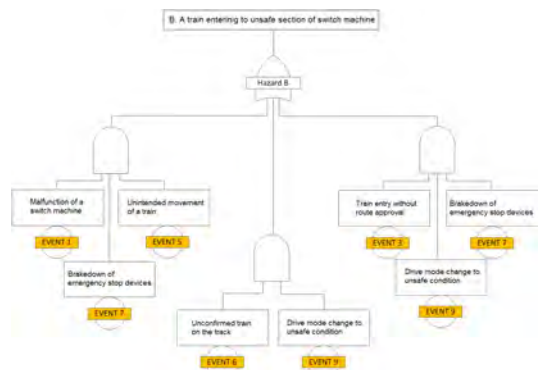 B. A train entering to unsafe section of switch machine
Hazard B
Malfunction of a
switch machine
EVENT 1
Unintended movement
of a train
EVENT 5
Brakedown of
emergency stop devices
EVENT 7
Unconfirmed train
on the track
EVENT 6
Drive mode change to
unsafe condition
EVENT 9
Train entry without
route approval
EVENT 3
Brakedown of
emergency stop devices
EVENT 7
Drive mode change to
unsafe condition
EVENT 9